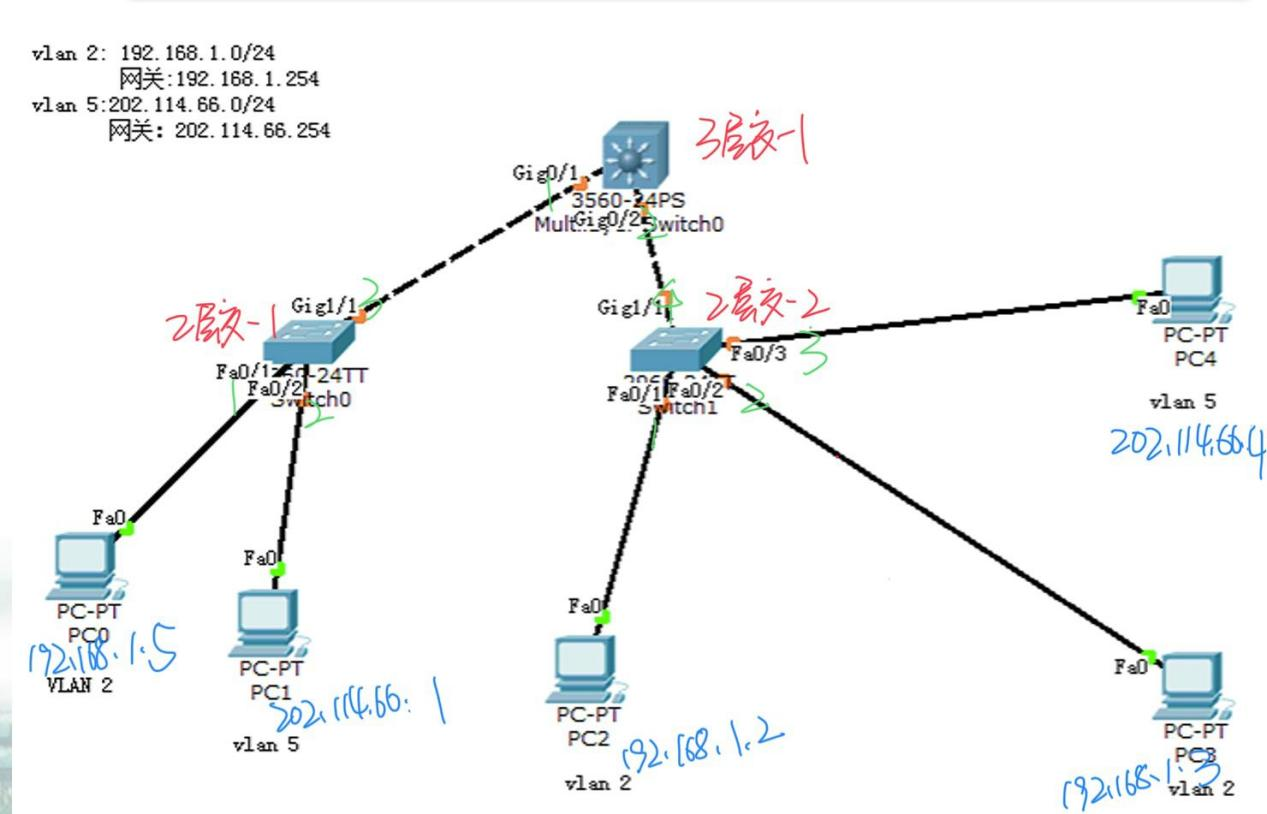 vlan 2: 192.168.1.0/24
网关:192.168.1.254
vlan 5:202.114.66.0/24
网关: 202.114.66.254
3层交-1
Gig0/1
1
3560-24PS
Gig0/2
2
Switch0
Gig1/1
3
2层交-1
Fa0/1
1
Fa0/2
2
-24TT
Switch0
Gig1/1
4
2层交-2
Fa0/3
3
Fa0/1
1
Fa0/2
2
Switch1
Fa0
PC-PT
PC4
vlan 5
202.114.66.4
Fa0
PC-PT
PC0
192.168.1.5
VLAN 2
Fa0
PC-PT
PC1
202.114.66.1
vlan 5
Fa0
PC-PT
PC2
192.168.1.2
vlan 2
Fa0
PC-PT
PC3
192.168.1.3
vlan 2